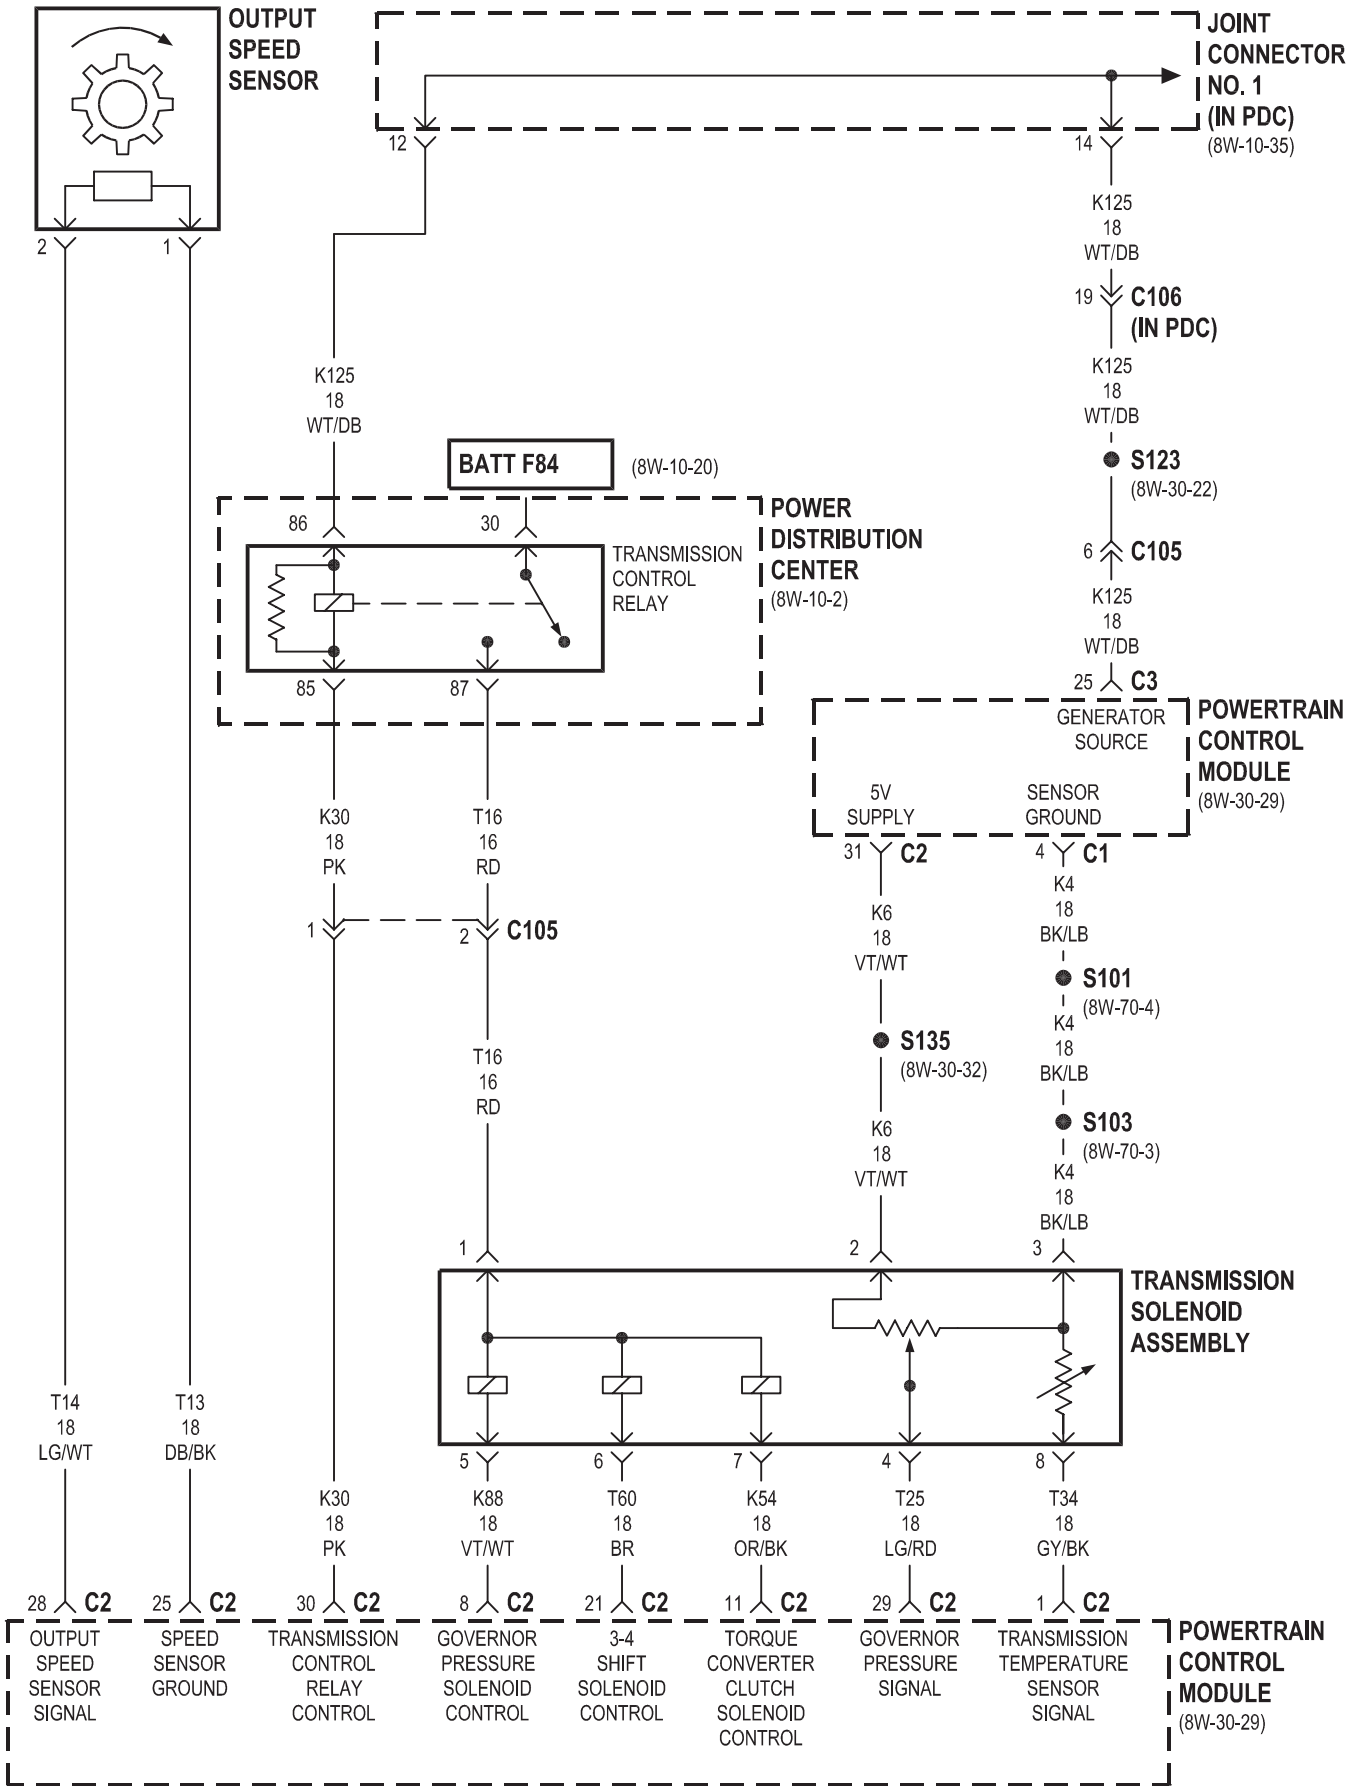 OUTPUT
SPEED
SENSOR
JOINT
CONNECTOR
NO. 1
(IN PDC)
(8W-10-35)
2
1
12
14
K125
18
WT/DB
19
C106
(IN PDC)
K125
18
WT/DB
K125
18
WT/DB
S123
(8W-30-22)
BATT F84
(8W-10-20)
86
30
POWER
DISTRIBUTION
CENTER
(8W-10-2)
TRANSMISSION
CONTROL
RELAY
6
C105
K125
18
WT/DB
85
87
25
C3
GENERATOR
SOURCE
POWERTRAIN
CONTROL
MODULE
(8W-30-29)
5V
SUPPLY
SENSOR
GROUND
K30
18
PK
T16
16
RD
31
C2
4
C1
K4
18
BK/LB
K6
18
VT/WT
1
2
C105
S101
(8W-70-4)
K4
18
BK/LB
S135
(8W-30-32)
T16
16
RD
S103
(8W-70-3)
K6
18
VT/WT
K4
18
BK/LB
1
2
3
TRANSMISSION
SOLENOID
ASSEMBLY
T14
18
LG/WT
T13
18
DB/BK
5
6
7
4
8
K30
18
PK
K88
18
VT/WT
T60
18
BR
K54
18
OR/BK
T25
18
LG/RD
T34
18
GY/BK
28
C2
25
C2
30
C2
8
C2
21
C2
11
C2
29
C2
1
C2
OUTPUT
SPEED
SENSOR
SIGNAL
SPEED
SENSOR
GROUND
TRANSMISSION
CONTROL
RELAY
CONTROL
GOVERNOR
PRESSURE
SOLENOID
CONTROL
3-4
SHIFT
SOLENOID
CONTROL
TORQUE
CONVERTER
CLUTCH
SOLENOID
CONTROL
GOVERNOR
PRESSURE
SIGNAL
TRANSMISSION
TEMPERATURE
SENSOR
SIGNAL
POWERTRAIN
CONTROL
MODULE
(8W-30-29)